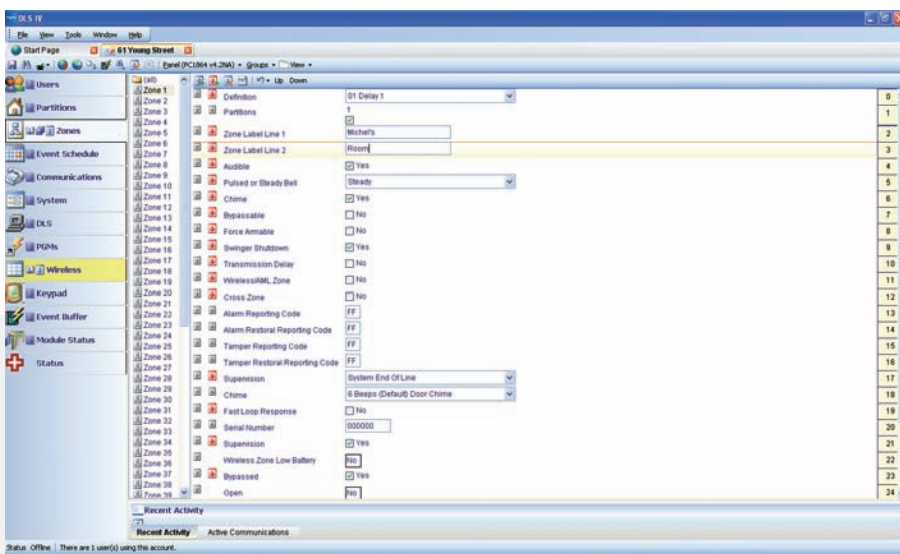 DLS IV
File View Tools Window Help
Start Page 61 Young Street
Panel (PC1864 v4.2NA) Groups View
Users
Partitions
Zones
Event Schedule
Communications
System
DLS
PGMs
Wireless
Keypad
Event Buffer
Module Status
Status
(all)
Zone 1
Zone 2
Zone 3
Zone 4
Zone 5
Zone 6
Zone 7
Zone 8
Zone 9
Zone 10
Zone 11
Zone 12
Zone 13
Zone 14
Zone 15
Zone 16
Zone 17
Zone 18
Zone 19
Zone 20
Zone 21
Zone 22
Zone 23
Zone 24
Zone 25
Zone 26
Zone 27
Zone 28
Zone 29
Zone 30
Zone 31
Zone 32
Zone 33
Zone 34
Zone 35
Zone 36
Zone 37
Zone 38
Zone 39
Up Down
Definition 01 Delay 1 0
Partitions 1 1
Zone Label Line 1 Michel's 2
Zone Label Line 2 Room 3
Audible Yes 4
Pulsed or Steady Bell Steady 5
Chime Yes 6
Bypassable No 7
Force Armable No 8
Swinger Shutdown Yes 9
Transmission Delay No 10
Wireless/AML Zone No 11
Cross Zone No 12
Alarm Reporting Code FF 13
Alarm Restoral Reporting Code FF 14
Tamper Reporting Code FF 15
Tamper Restoral Reporting Code FF 16
Supervision System End Of Line 17
Chime 6 Beeps (Default) Door Chime 18
Fast Loop Response No 19
Serial Number 000000 20
Supervision Yes 21
Wireless Zone Low Battery No 22
Bypassed Yes 23
Open No 24
Recent Activity
Recent Activity Active Communications
Status Offline There are 1 user(s) using this account.